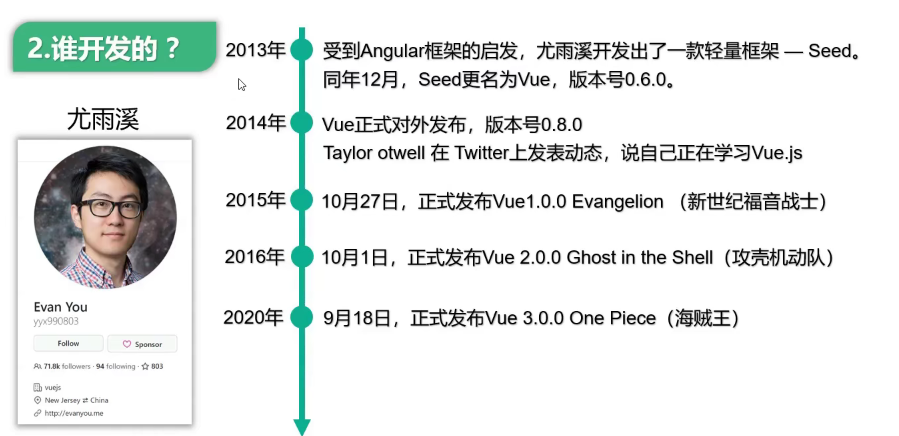 2.谁开发的？
尤雨溪
Evan You
yyx990803
Follow
Sponsor
71.8k followers · 94 following · 803
vuejs
New Jersey ⇄ China
http://evanyou.me
2013年
受到Angular框架的启发，尤雨溪开发出了一款轻量框架 — Seed。
同年12月，Seed更名为Vue，版本号0.6.0。
2014年
Vue正式对外发布，版本号0.8.0
Taylor otwell 在 Twitter上发表动态，说自己正在学习Vue.js
2015年
10月27日，正式发布Vue1.0.0 Evangelion （新世纪福音战士）
2016年
10月1日，正式发布Vue 2.0.0 Ghost in the Shell（攻壳机动队）
2020年
9月18日，正式发布Vue 3.0.0 One Piece（海贼王）